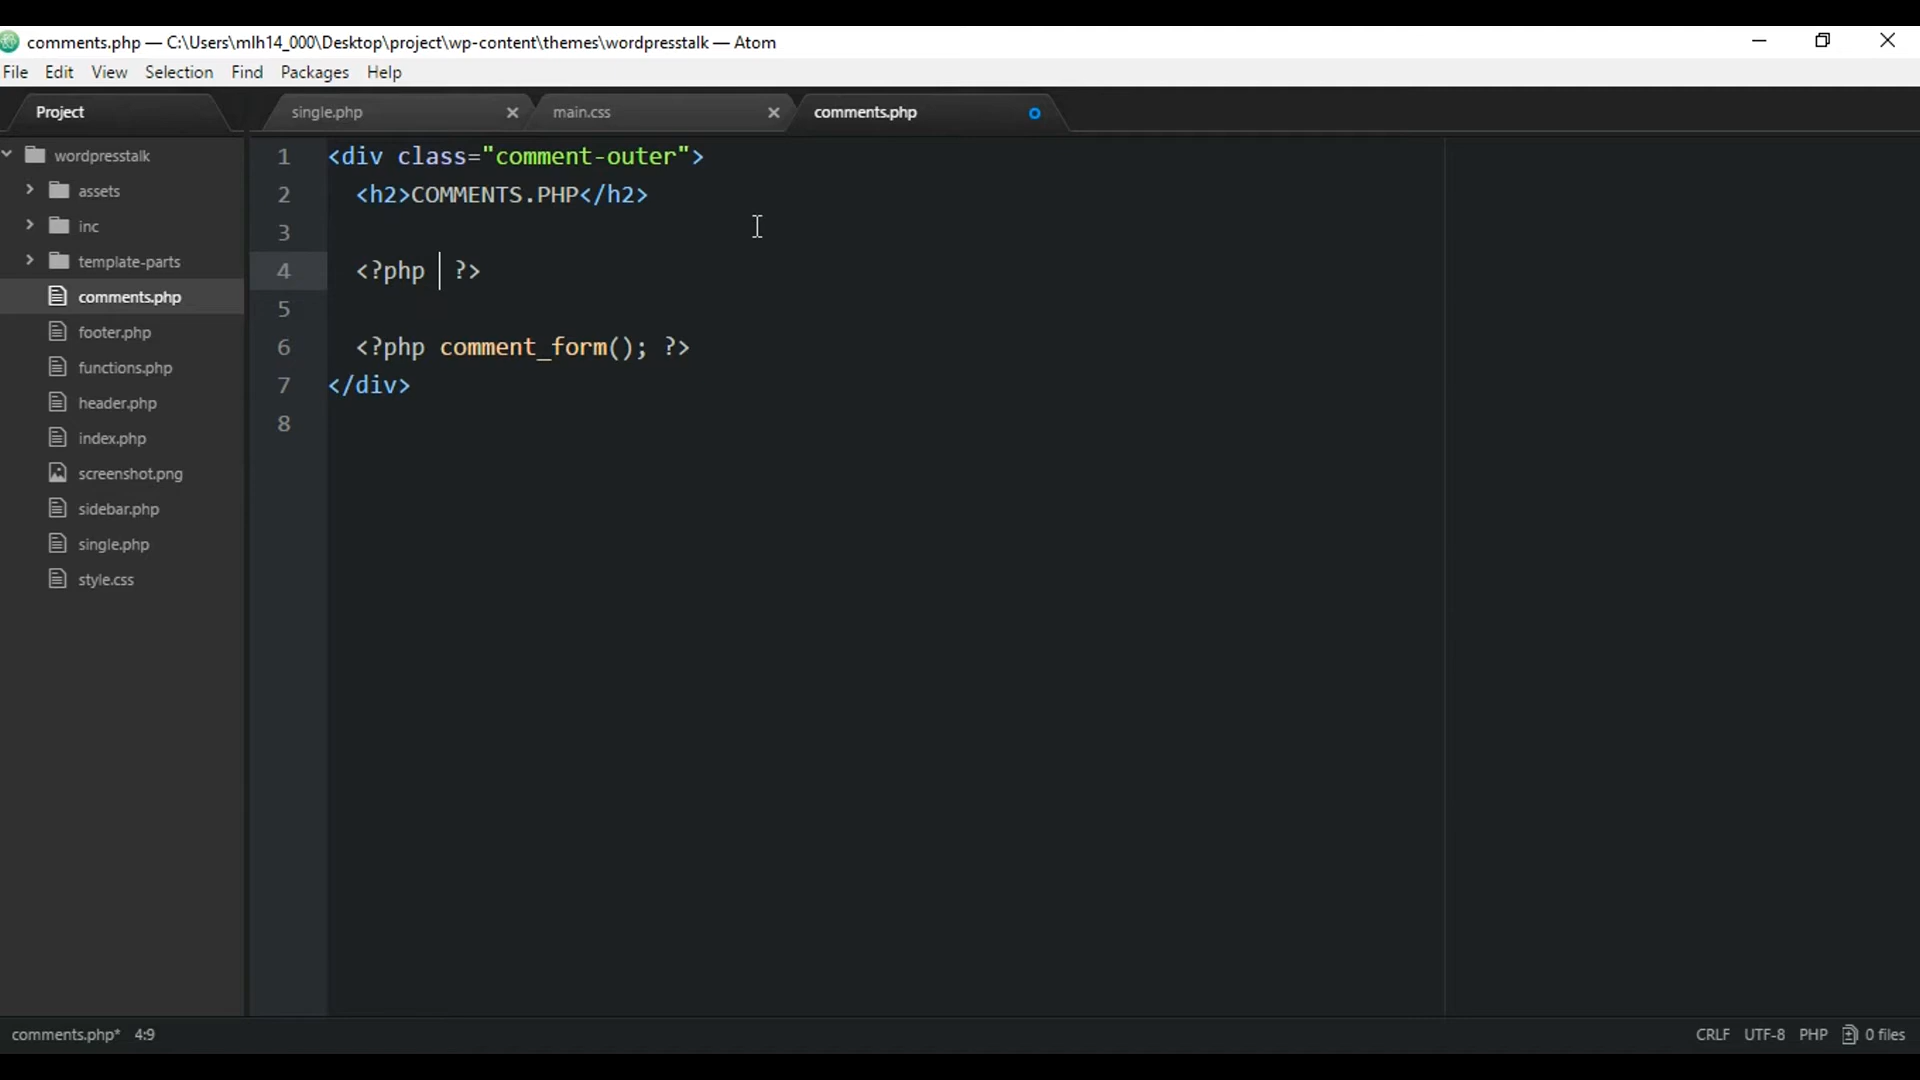 comments.php — C:\Users\mlh14_000\Desktop\project\wp-content\themes\wordpresstalk — Atom
File Edit View Selection Find Packages Help
Project single.php main.css comments.php
wordpresstalk
assets
inc
template-parts
comments.php
footer.php
functions.php
header.php
index.php
screenshot.png
sidebar.php
single.php
style.css
1 <div class="comment-outer">
2 <h2>COMMENTS.PHP</h2>
3
4 <?php ?>
5
6 <?php comment_form(); ?>
7 </div>
8
comments.php* 4:9 CRLF UTF-8 PHP 0 files